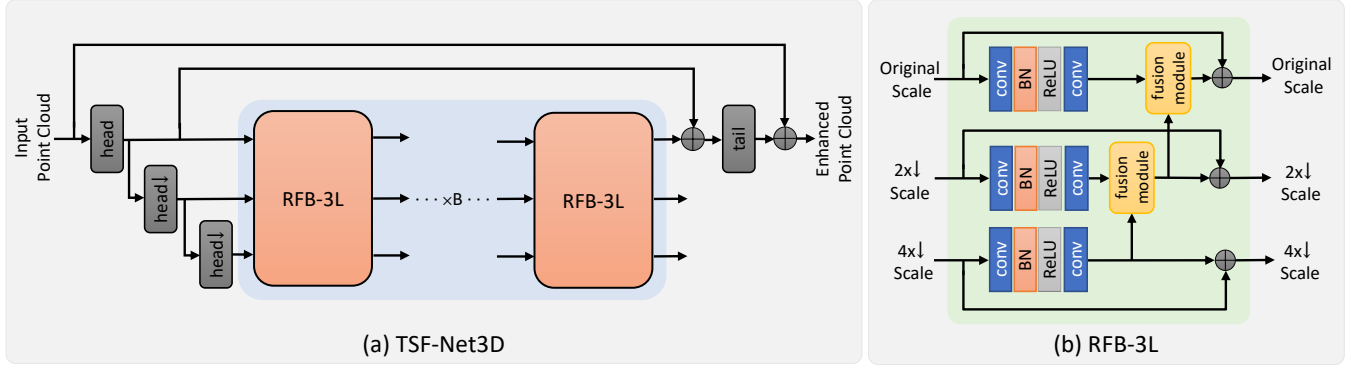 Input
Point Cloud
head
head↓
head↓
RFB-3L
··· ×B ···
RFB-3L
tail
Enhanced
Point Cloud
(a) TSF-Net3D
Original
Scale
conv
BN
ReLU
conv
fusion
module
Original
Scale
2x↓
Scale
conv
BN
ReLU
conv
fusion
module
2x↓
Scale
4x↓
Scale
conv
BN
ReLU
conv
4x↓
Scale
(b) RFB-3L